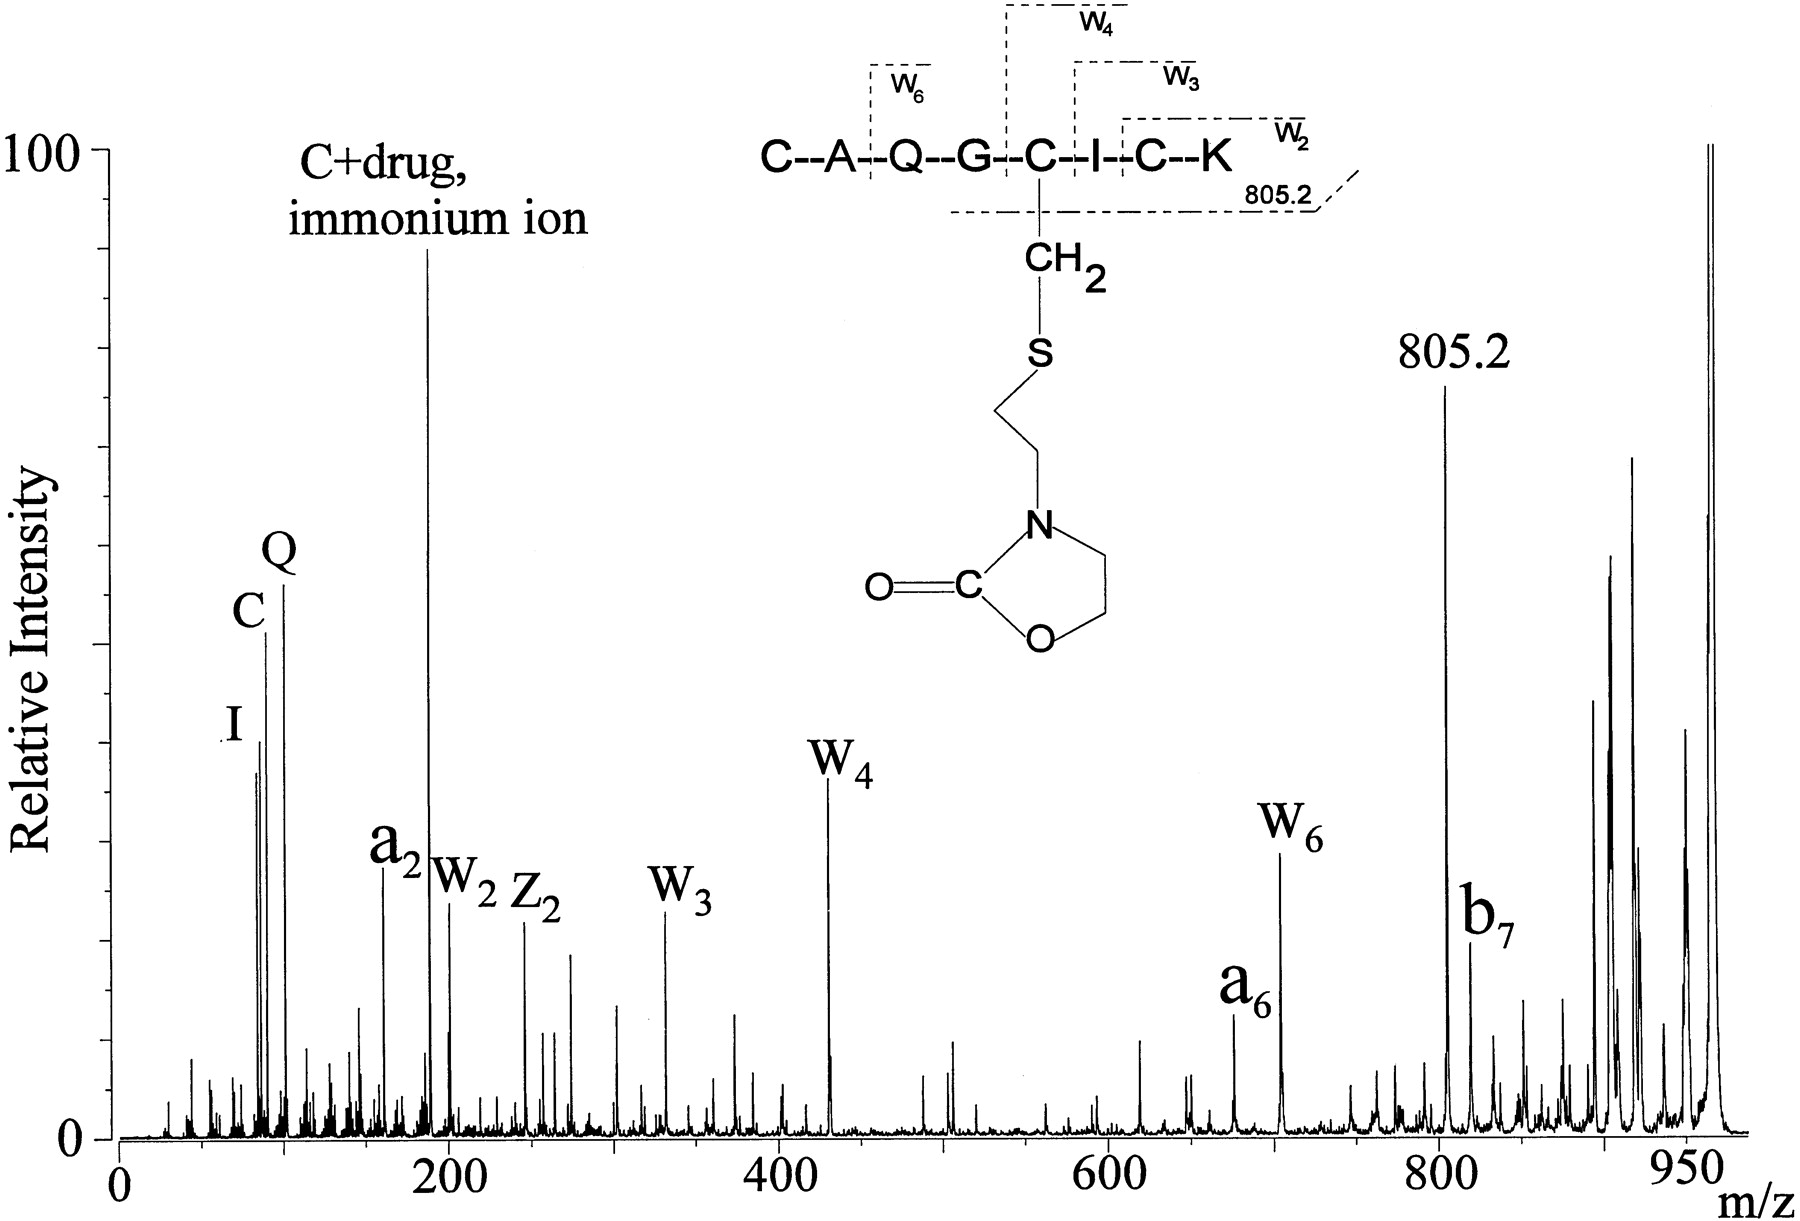 W4
W6
W3
W2
C--A--Q--G--C--I--C--K
805.2
CH2
S
N
O=C
O
100
C+drug,
immonium ion
805.2
Q
C
I
W4
W6
a2
W2
Z2
W3
b7
a6
Relative Intensity
0
0
200
400
600
800
950
m/z